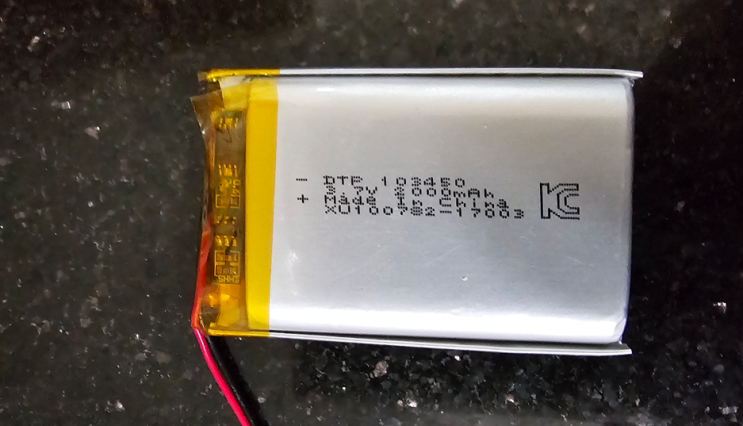 - DTP 103450
3.7V 2000mAh
+ Made in China
XU100782-17003
KC